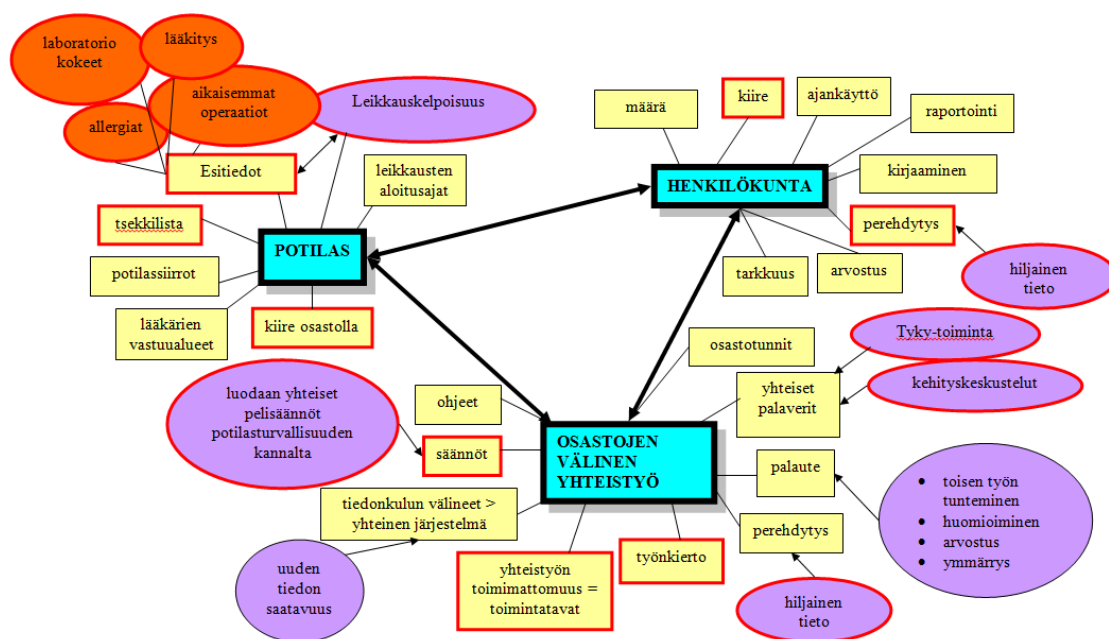 laboratorio
kokeet
lääkitys
aikaisemmat
operaatiot
allergiat
Leikkauskelpoisuus
Esitiedot
leikkausten
aloitusajat
tsekkilista
POTILAS
potilassiirrot
lääkärien
vastuualueet
kiire osastolla
määrä
kiire
ajankäyttö
raportointi
HENKILÖKUNTA
kirjaaminen
perehdytys
tarkkuus
arvostus
hiljainen
tieto
osastotunnit
Tyky-toiminta
yhteiset
palaverit
kehityskeskustelut
luodaan yhteiset
pelisäännöt
potilasturvallisuuden
kannalta
ohjeet
säännöt
OSASTOJEN
VÄLINEN
YHTEISTYÖ
palaute
• toisen työn
tunteminen
• huomioiminen
• arvostus
• ymmärrys
tiedonkulun välineet >
yhteinen järjestelmä
perehdytys
uuden
tiedon
saatavuus
yhteistyön
toimimattomuus =
toimintatavat
työnkierto
hiljainen
tieto